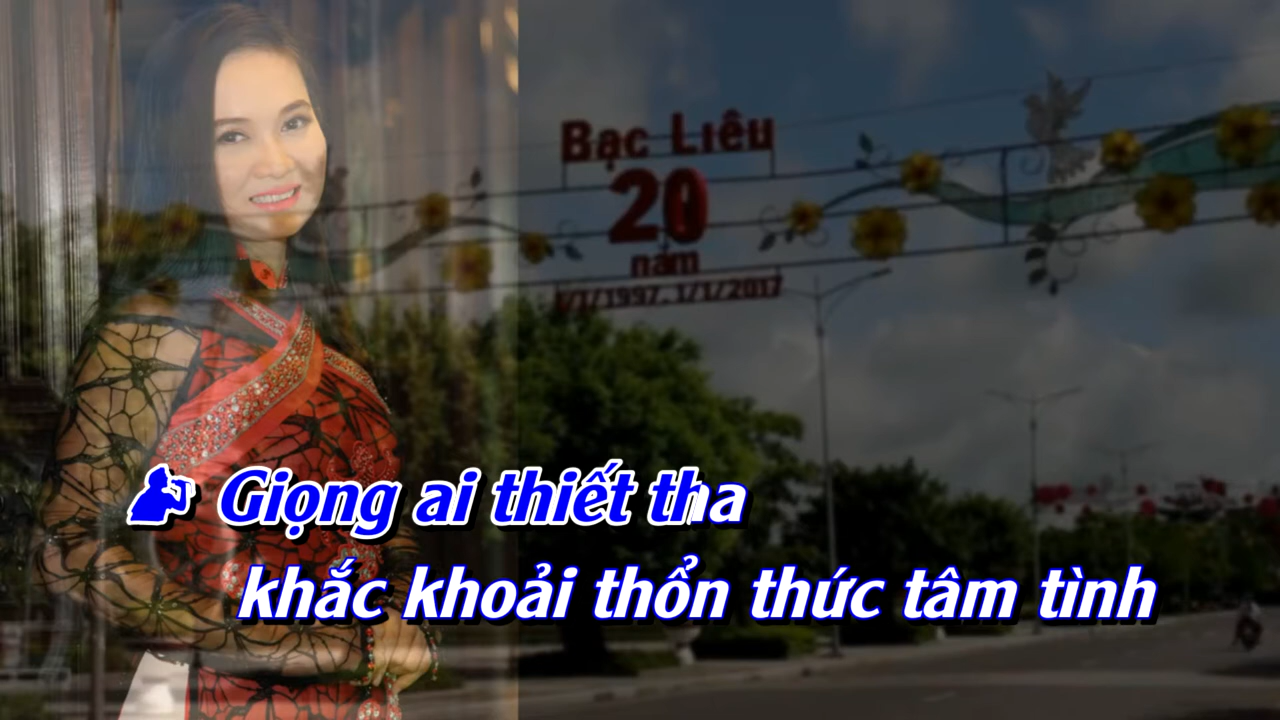 Bạc Liêu
20
năm
1/1/1997. 1/1/2017
Giọng ai thiết tha
khắc khoải thổn thức tâm tình